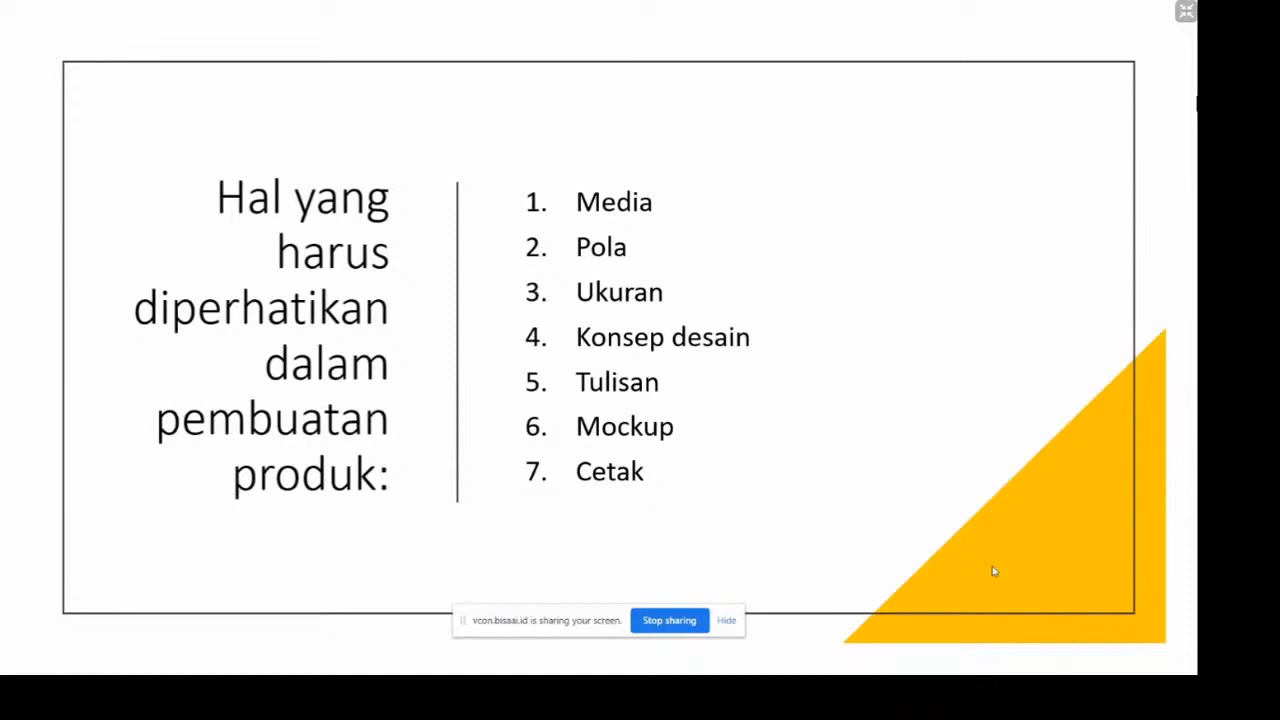 Hal yang
harus
diperhatikan
dalam
pembuatan
produk:
1. Media
2. Pola
3. Ukuran
4. Konsep desain
5. Tulisan
6. Mockup
7. Cetak
vcon.bisaai.id is sharing your screen. Stop sharing Hide